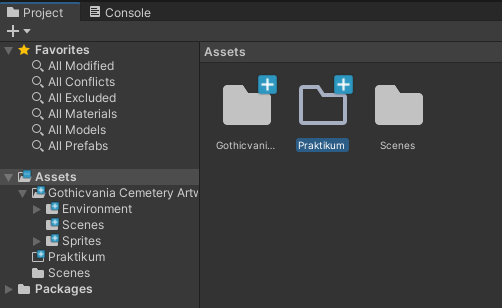 Project Console
Favorites
All Modified
All Conflicts
All Excluded
All Materials
All Models
All Prefabs
Assets
Gothicvania Cemetery Artw
Environment
Scenes
Sprites
Praktikum
Scenes
Packages
Assets
Gothicvani... Praktikum Scenes